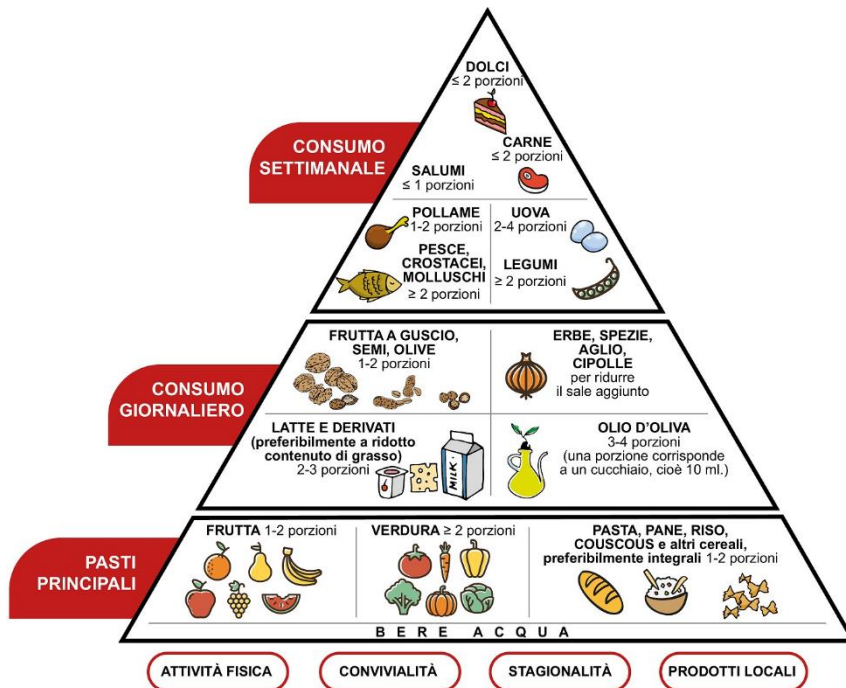 DOLCI
≤ 2 porzioni
CONSUMO
SETTIMANALE
CARNE
≤ 2 porzioni
SALUMI
≤ 1 porzioni
POLLAME
1-2 porzioni
UOVA
2-4 porzioni
PESCE,
CROSTACEI,
MOLLUSCHI
≥ 2 porzioni
LEGUMI
≥ 2 porzioni
CONSUMO
GIORNALIERO
FRUTTA A GUSCIO,
SEMI, OLIVE
1-2 porzioni
ERBE, SPEZIE,
AGLIO,
CIPOLLE
per ridurre
il sale aggiunto
LATTE E DERIVATI
(preferibilmente a ridotto
contenuto di grasso)
2-3 porzioni
MILK
OLIO D'OLIVA
3-4 porzioni
(una porzione corrisponde
a un cucchiaio, cioè 10 ml.)
PASTI
PRINCIPALI
FRUTTA 1-2 porzioni
VERDURA ≥ 2 porzioni
PASTA, PANE, RISO,
COUSCOUS e altri cereali,
preferibilmente integrali 1-2 porzioni
BERE ACQUA
ATTIVITÀ FISICA
CONVIVIALITÀ
STAGIONALITÀ
PRODOTTI LOCALI